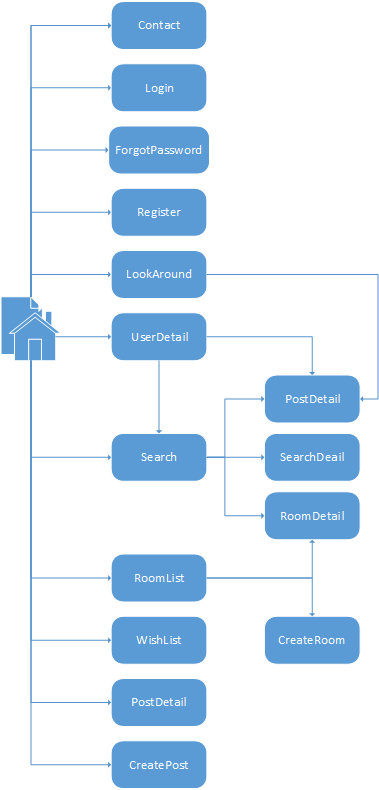 Contact
Login
ForgotPassword
Register
LookAround
UserDetail
PostDetail
Search
SearchDeail
RoomDetail
RoomList
WishList
CreateRoom
PostDetail
CreatePost